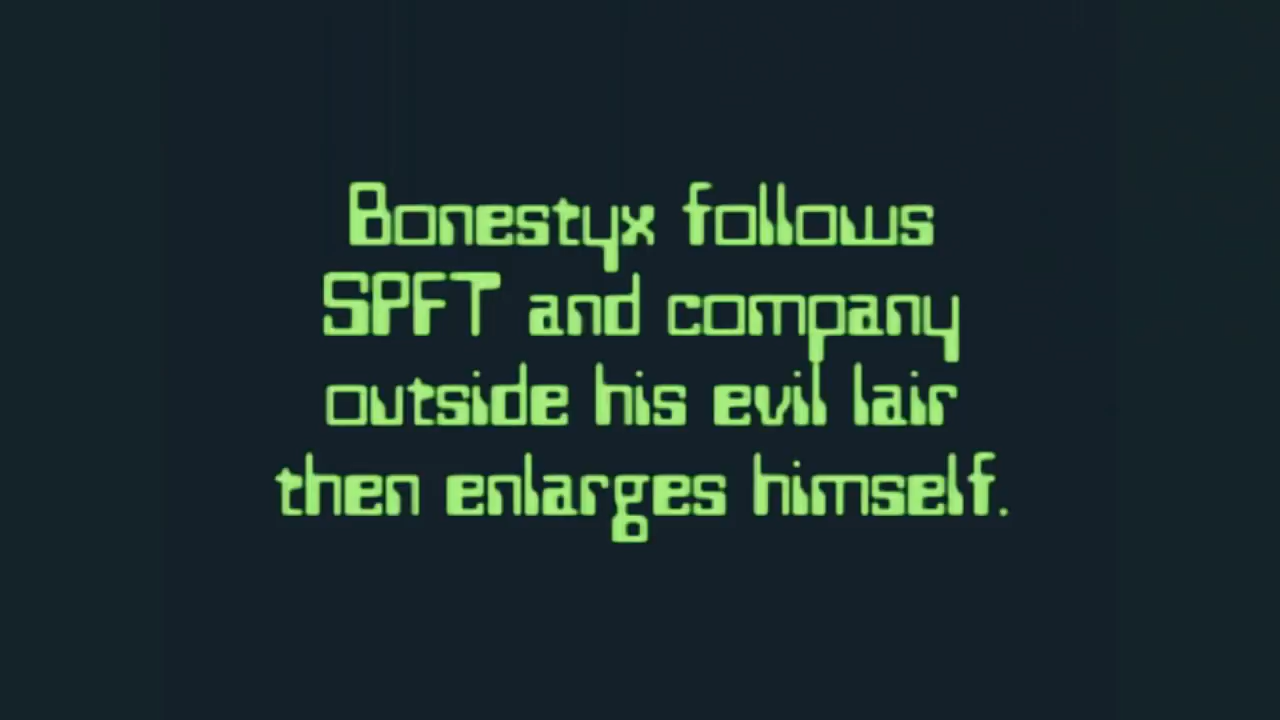 Bonestyx follows
SPFT and company
outside his evil lair
then enlarges himself.